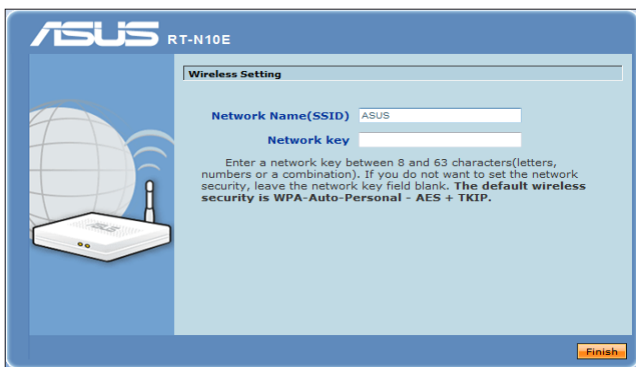 ASUS RT-N10E
Wireless Setting
Network Name(SSID) ASUS
Network key
Enter a network key between 8 and 63 characters(letters,
numbers or a combination). If you do not want to set the network
security, leave the network key field blank. The default wireless
security is WPA-Auto-Personal - AES + TKIP.
ASUS
Finish